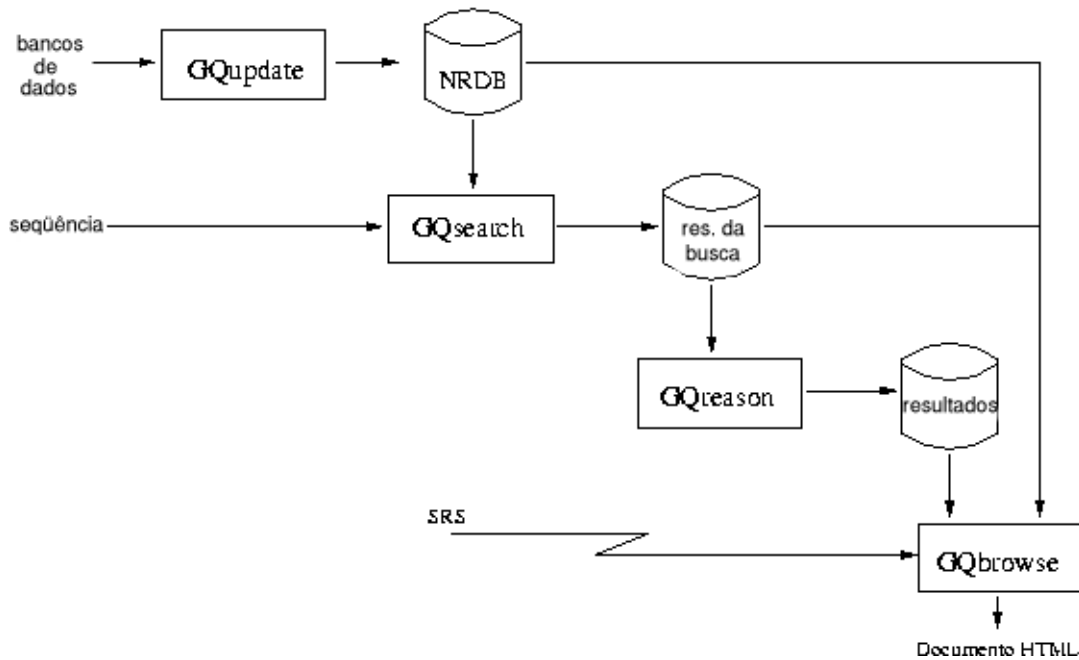 bancos
de
dados
GQupdate
NRDB
seqüência
GQsearch
res. da
busca
GQreason
resultados
SRS
GQbrowse
Documento HTML